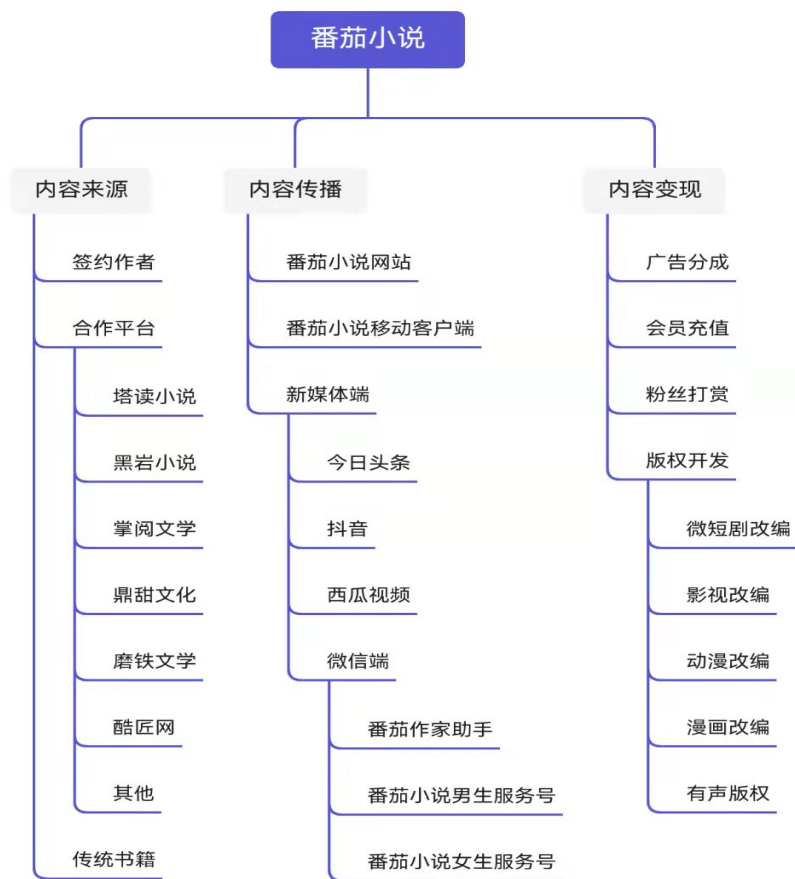 番茄小说
内容来源
签约作者
合作平台
塔读小说
黑岩小说
掌阅文学
鼎甜文化
磨铁文学
酷匠网
其他
传统书籍
内容传播
番茄小说网站
番茄小说移动客户端
新媒体端
今日头条
抖音
西瓜视频
微信端
番茄作家助手
番茄小说男生服务号
番茄小说女生服务号
内容变现
广告分成
会员充值
粉丝打赏
版权开发
微短剧改编
影视改编
动漫改编
漫画改编
有声版权